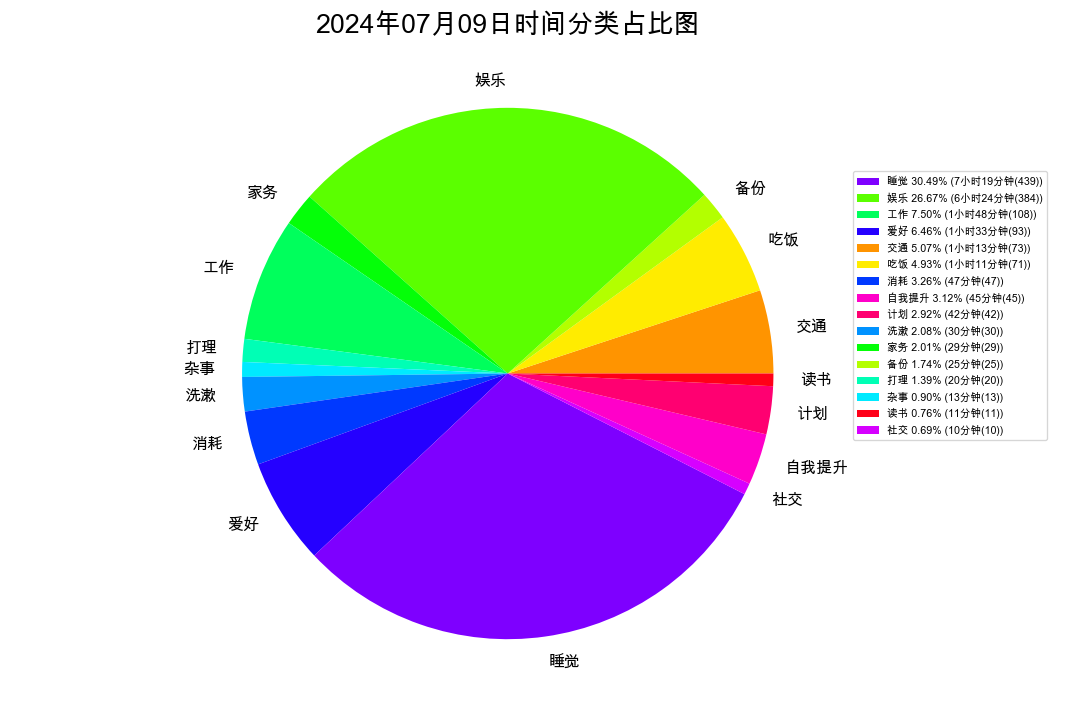 2024年07月09日时间分类占比图
娱乐
备份
家务
吃饭
工作
交通
打理
杂事
读书
洗漱
计划
消耗
自我提升
社交
爱好
睡觉
睡觉 30.49% (7小时19分钟(439))
娱乐 26.67% (6小时24分钟(384))
工作 7.50% (1小时48分钟(108))
爱好 6.46% (1小时33分钟(93))
交通 5.07% (1小时13分钟(73))
吃饭 4.93% (1小时11分钟(71))
消耗 3.26% (47分钟(47))
自我提升 3.12% (45分钟(45))
计划 2.92% (42分钟(42))
洗漱 2.08% (30分钟(30))
家务 2.01% (29分钟(29))
备份 1.74% (25分钟(25))
打理 1.39% (20分钟(20))
杂事 0.90% (13分钟(13))
读书 0.76% (11分钟(11))
社交 0.69% (10分钟(10))